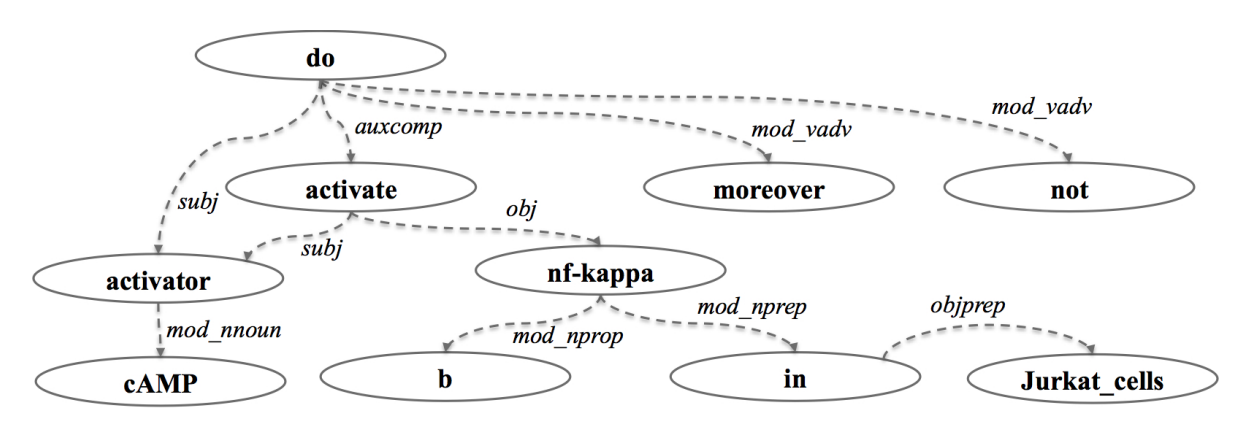 do
mod_vadv
auxcomp
mod_vadv
activate
moreover
not
subj
obj
subj
activator
nf-kappa
mod_nnoun
mod_nprop
mod_nprep
objprep
cAMP
b
in
Jurkat_cells